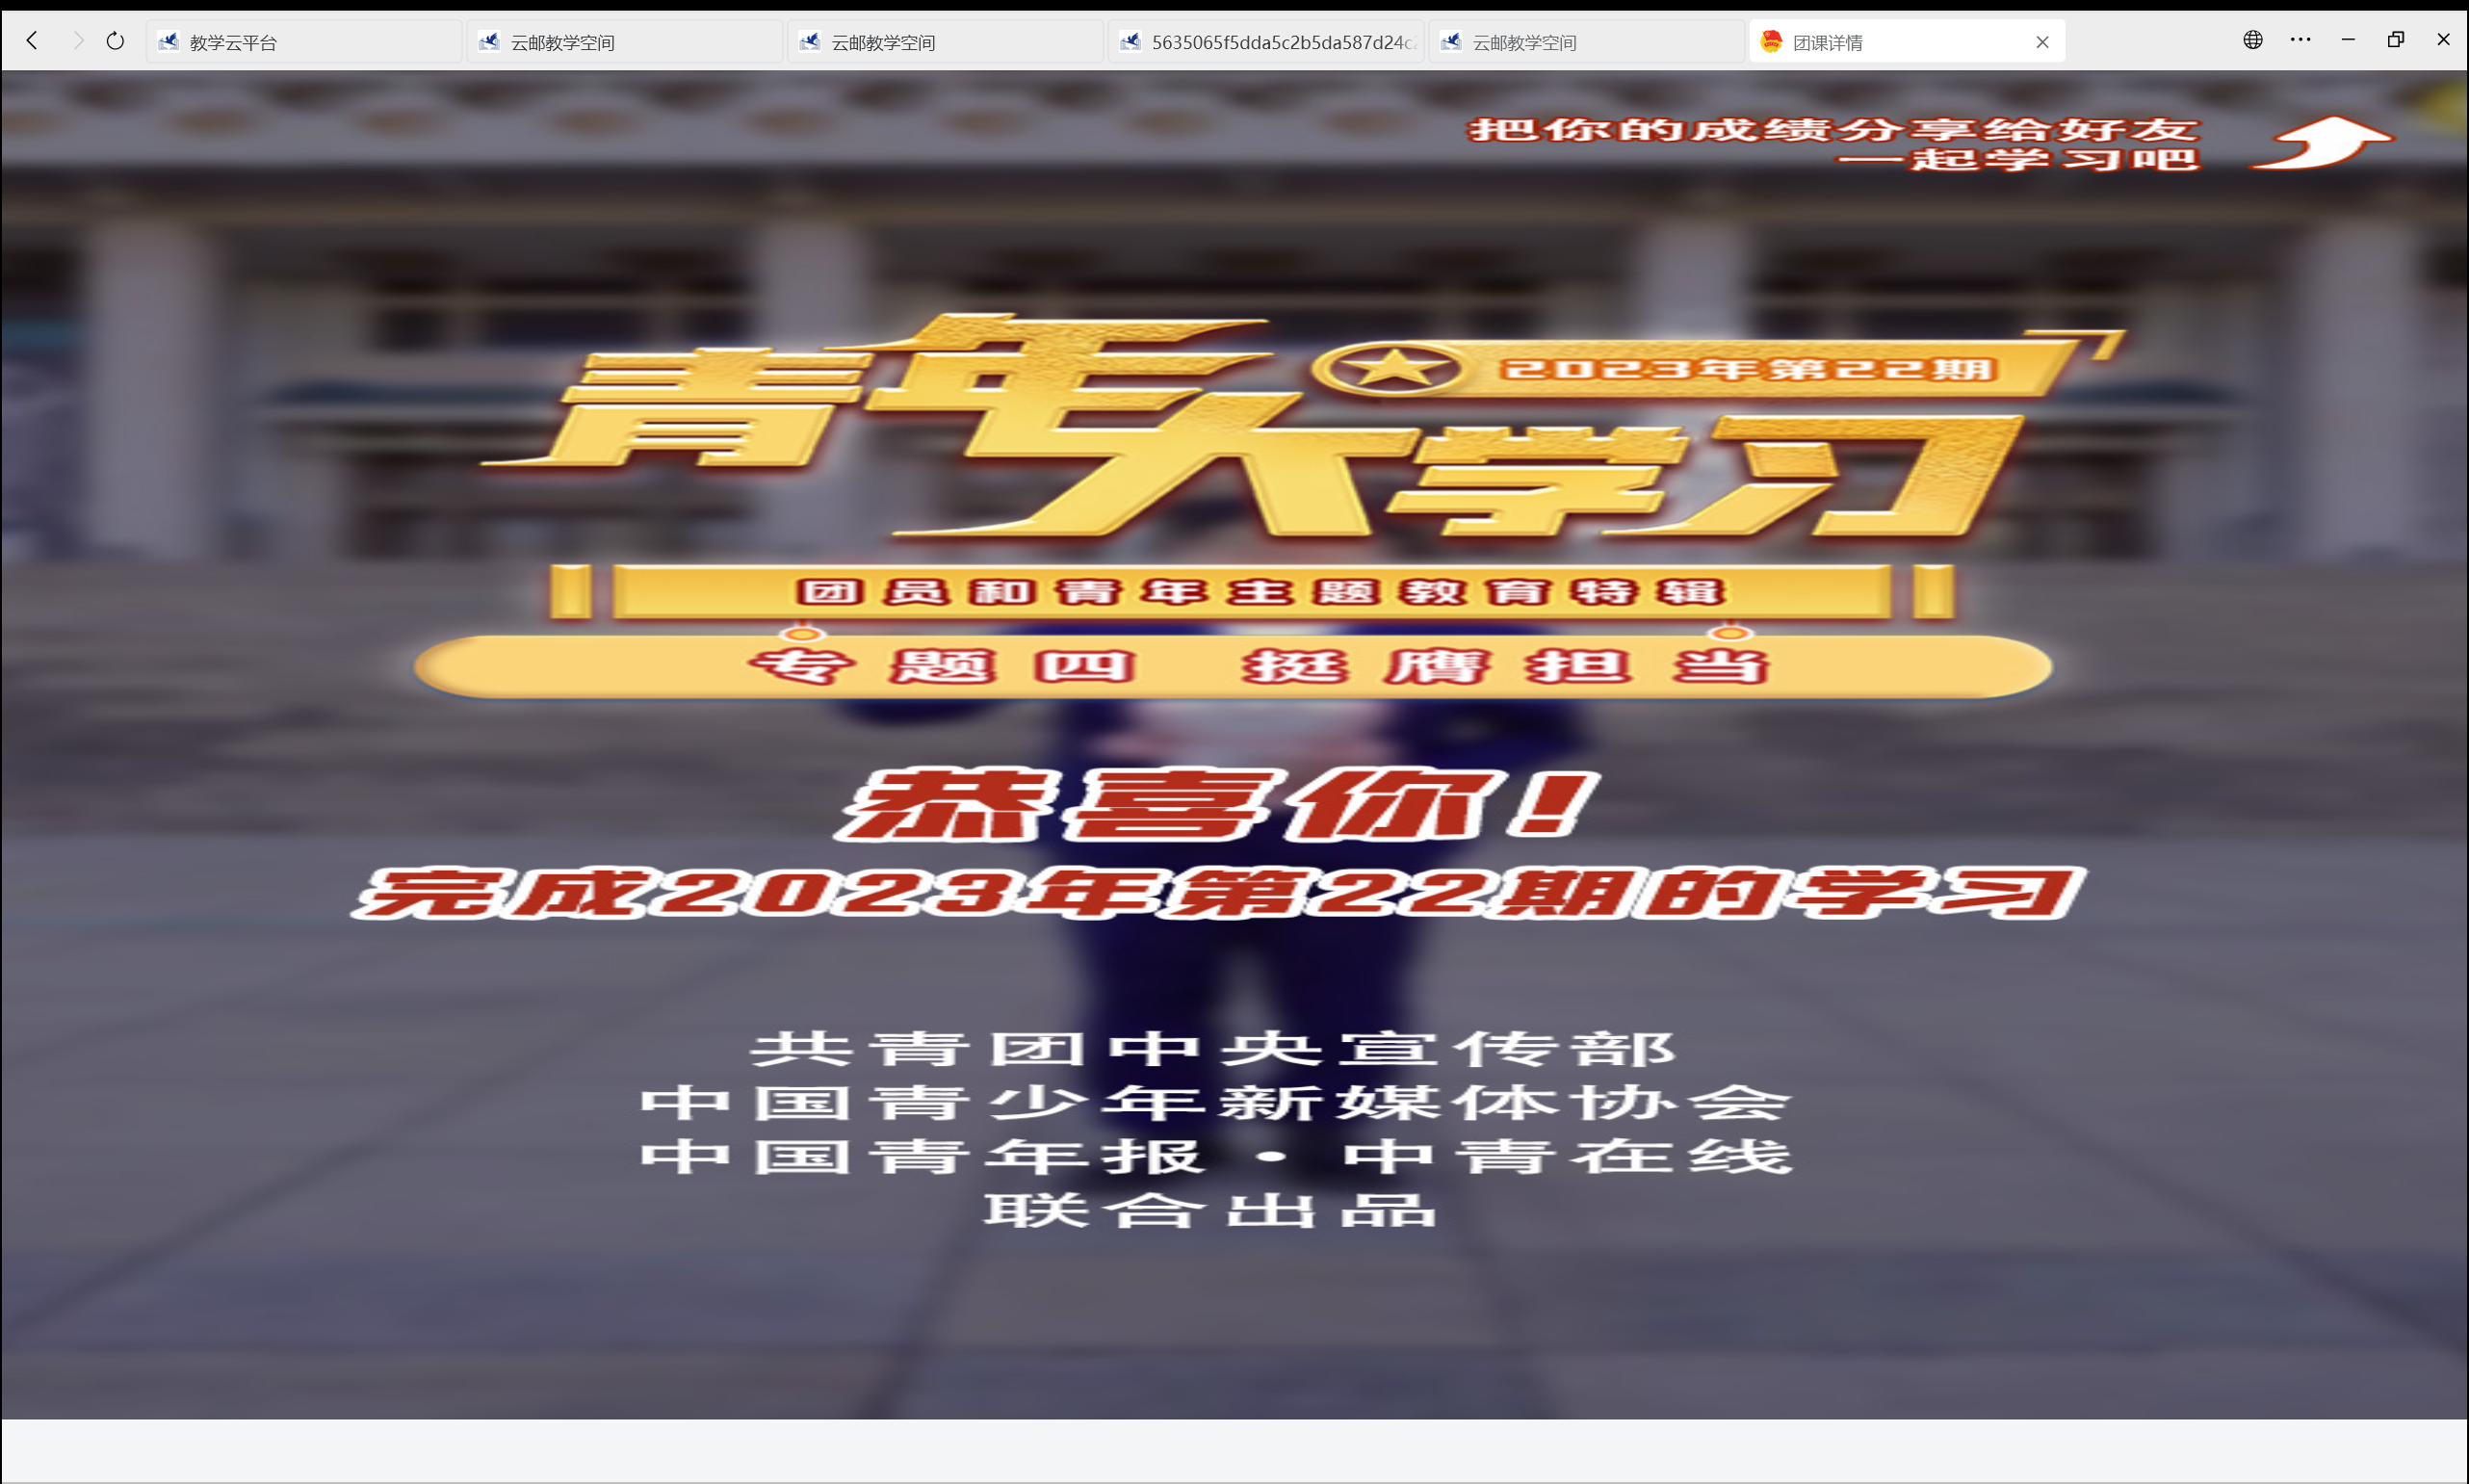 教学云平台
云邮教学空间
云邮教学空间
5635065f5dda5c2b5da587d24c
云邮教学空间
团课详情
把你的成绩分享给好友
一起学习吧
青年大学习
2023年第22期
团员和青年主题教育特辑
专题四 挺膺担当
恭喜你!
完成2023年第22期的学习
共青团中央宣传部
中国青少年新媒体协会
中国青年报·中青在线
联合出品